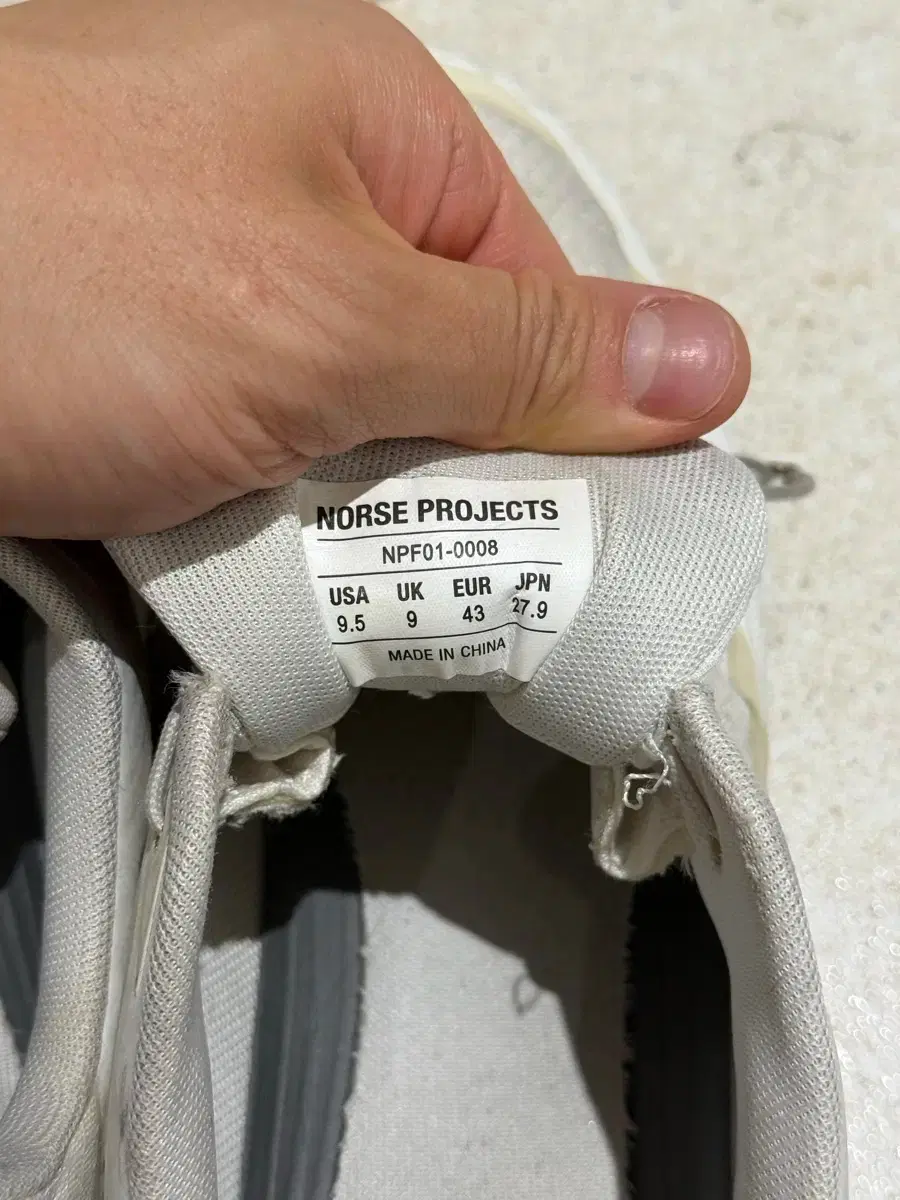 NORSE PROJECTS
NPF01-0008
USA UK EUR JPN
9.5 9 43 27.9
MADE IN CHINA